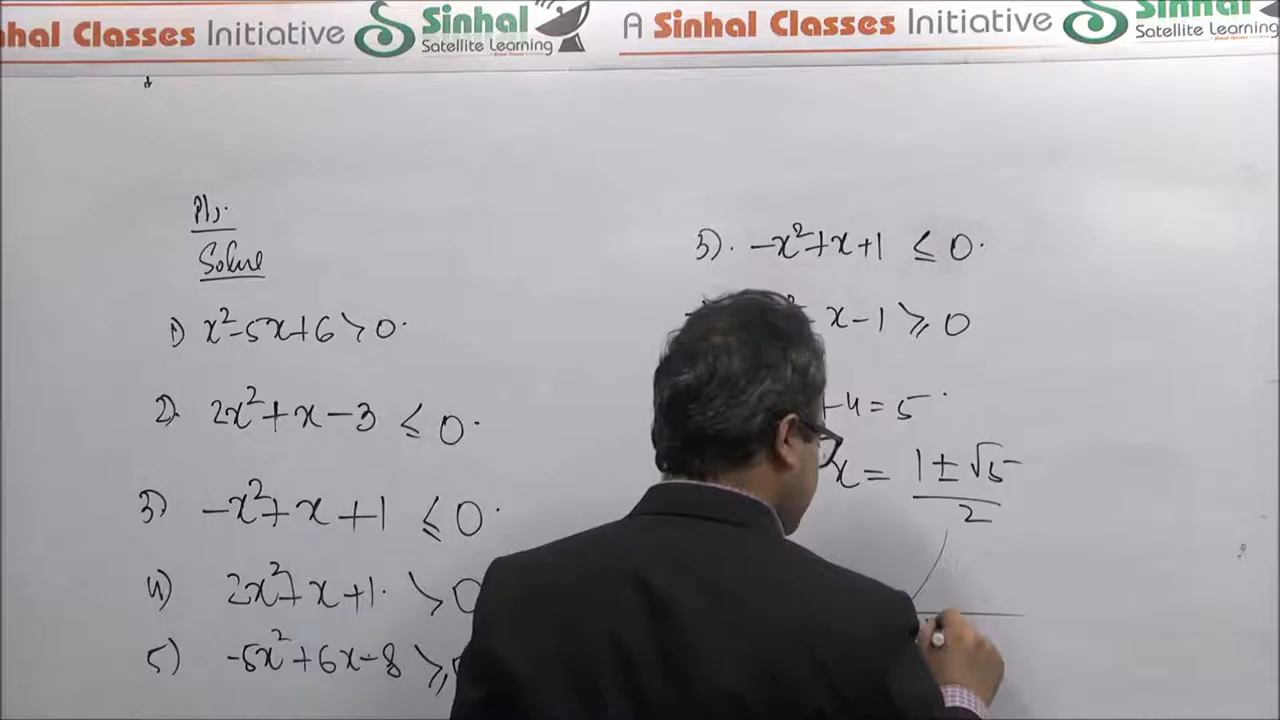 hal Classes Initiative Sinhal Satellite Learning A Sinhal Classes Initiative Sinhal Satellite Learning
Solve
1) x²-5x+6>0.
2) 2x²+x-3 ≤ 0.
3) -x²+x+1 ≤ 0.
4) 2x²+x+1. > 0
5) -5x²+6x-8 ≥
3). -x²+x+1 ≤ 0.
x-1 ≥ 0
+4=5
x = (1±√5)/2